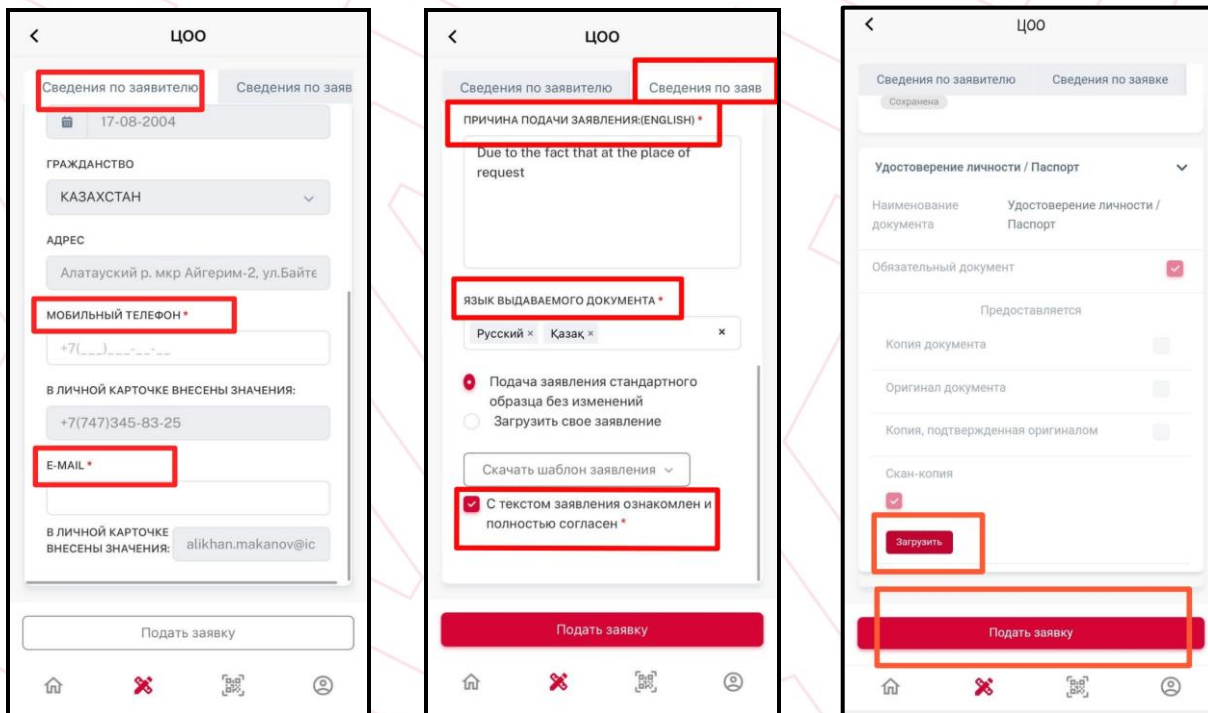 ЦОО
Сведения по заявителю
Сведения по заяв
17-08-2004
ГРАЖДАНСТВО
КАЗАХСТАН
АДРЕС
Алатауский р. мкр Айгерим-2, ул.Байте
МОБИЛЬНЫЙ ТЕЛЕФОН *
+7(___)___-__-__
В ЛИЧНОЙ КАРТОЧКЕ ВНЕСЕНЫ ЗНАЧЕНИЯ:
+7(747)345-83-25
E-MAIL *
В ЛИЧНОЙ КАРТОЧКЕ
ВНЕСЕНЫ ЗНАЧЕНИЯ:
alikhan.makanov@ic
Подать заявку
ЦОО
Сведения по заявителю
Сведения по заяв
ПРИЧИНА ПОДАЧИ ЗАЯВЛЕНИЯ:(ENGLISH) *
Due to the fact that at the place of
request
ЯЗЫК ВЫДАВАЕМОГО ДОКУМЕНТА *
Русский × Қазақ × ×
Подача заявления стандартного
образца без изменений
Загрузить свое заявление
Скачать шаблон заявления
С текстом заявления ознакомлен и
полностью согласен *
Подать заявку
ЦОО
Сведения по заявителю
Сведения по заявке
Сохранена
Удостоверение личности / Паспорт
Наименование
документа
Удостоверение личности /
Паспорт
Обязательный документ
Предоставляется
Копия документа
Оригинал документа
Копия, подтвержденная оригиналом
Скан-копия
Загрузить
Подать заявку